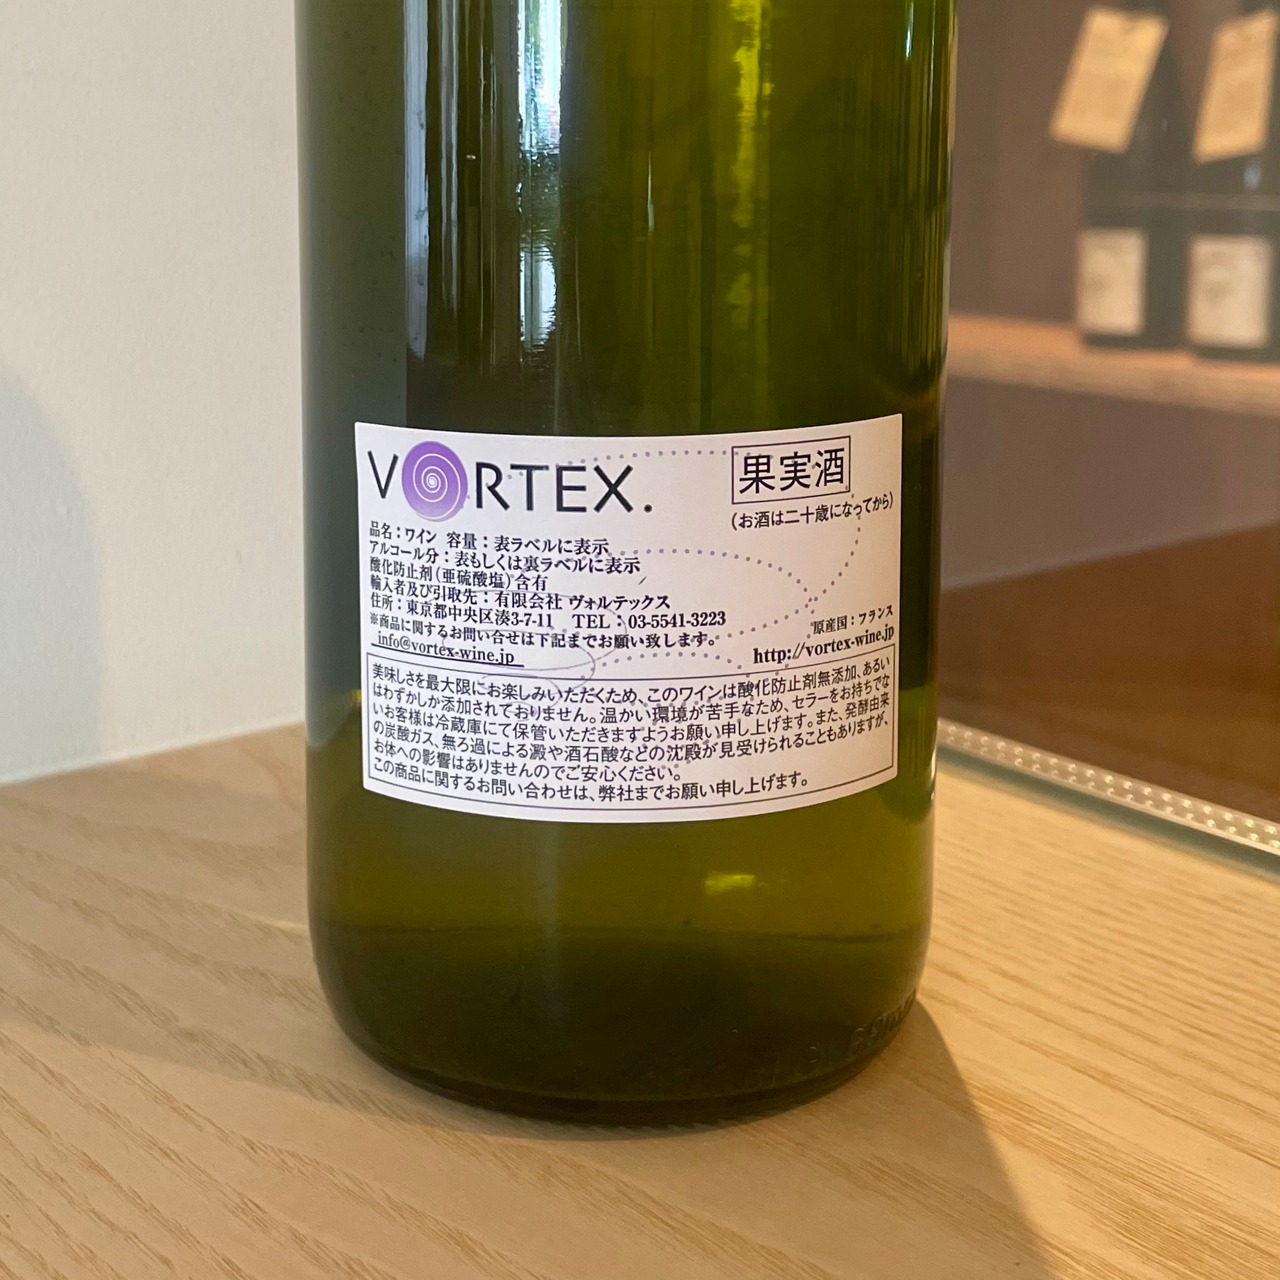 VORTEX.
果実酒
(お酒は二十歳になってから)
品名：ワイン 容量：表ラベルに表示
アルコール分：表もしくは裏ラベルに表示
酸化防止剤(亜硫酸塩)含有
輸入者及び引取先：有限会社 ヴォルテックス
住所：東京都中央区湊3-7-11 TEL：03-5541-3223
※商品に関するお問い合せは下記までお願い致します。
info@vortex-wine.jp
原産国：フランス
http://vortex-wine.jp
美味しさを最大限にお楽しみいただくため、このワインは酸化防止剤無添加、あるい
はわずかしか添加されておりません。温かい環境が苦手なため、セラーをお持ちでな
いお客様は冷蔵庫にて保管いただきますようお願い申し上げます。また、発酵由来
の炭酸ガス、無ろ過による澱や酒石酸などの沈殿が見受けられることもありますが、
お体への影響はありませんのでご安心ください。
この商品に関するお問い合わせは、弊社までお願い申し上げます。